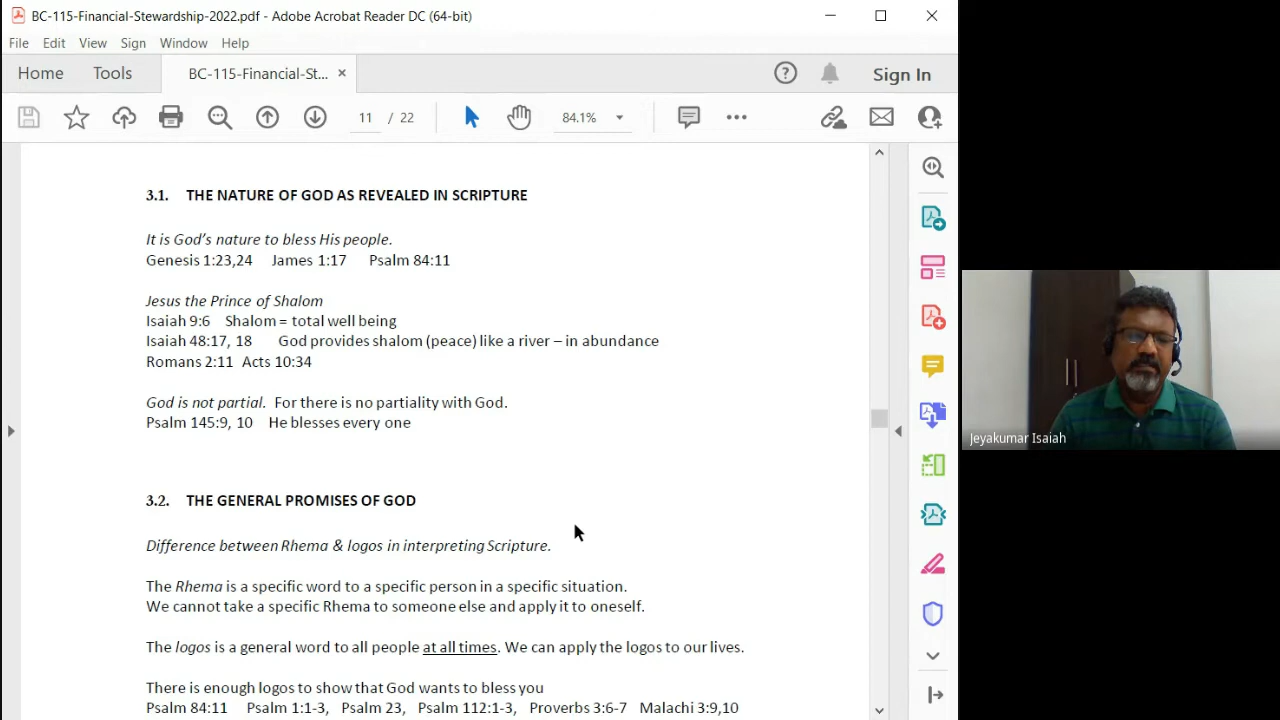 BC-115-Financial-Stewardship-2022.pdf - Adobe Acrobat Reader DC (64-bit)
File Edit View Sign Window Help
Home Tools BC-115-Financial-St... × Sign In
11 / 22 84.1%
3.1. THE NATURE OF GOD AS REVEALED IN SCRIPTURE
It is God's nature to bless His people.
Genesis 1:23,24 James 1:17 Psalm 84:11
Jesus the Prince of Shalom
Isaiah 9:6 Shalom = total well being
Isaiah 48:17, 18 God provides shalom (peace) like a river – in abundance
Romans 2:11 Acts 10:34
God is not partial. For there is no partiality with God.
Psalm 145:9, 10 He blesses every one
3.2. THE GENERAL PROMISES OF GOD
Difference between Rhema & logos in interpreting Scripture.
The Rhema is a specific word to a specific person in a specific situation.
We cannot take a specific Rhema to someone else and apply it to oneself.
The logos is a general word to all people at all times. We can apply the logos to our lives.
There is enough logos to show that God wants to bless you
Psalm 84:11 Psalm 1:1-3, Psalm 23, Psalm 112:1-3, Proverbs 3:6-7 Malachi 3:9,10
Jeyakumar Isaiah